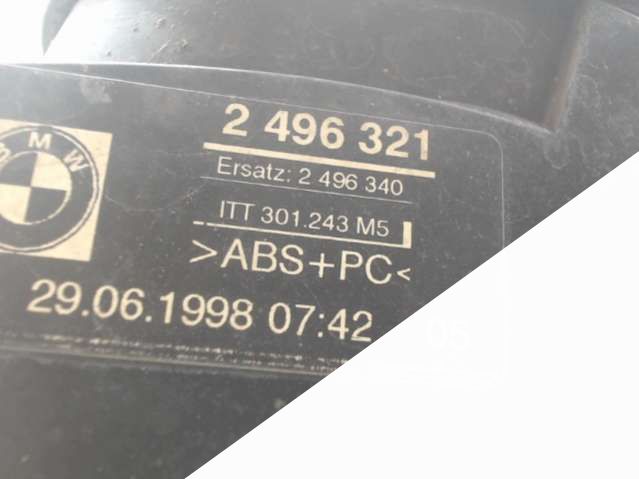 BMW
2 496 321
Ersatz: 2 496 340
ITT 301.243 M5
>ABS+PC<
29.06.1998 07:42 05